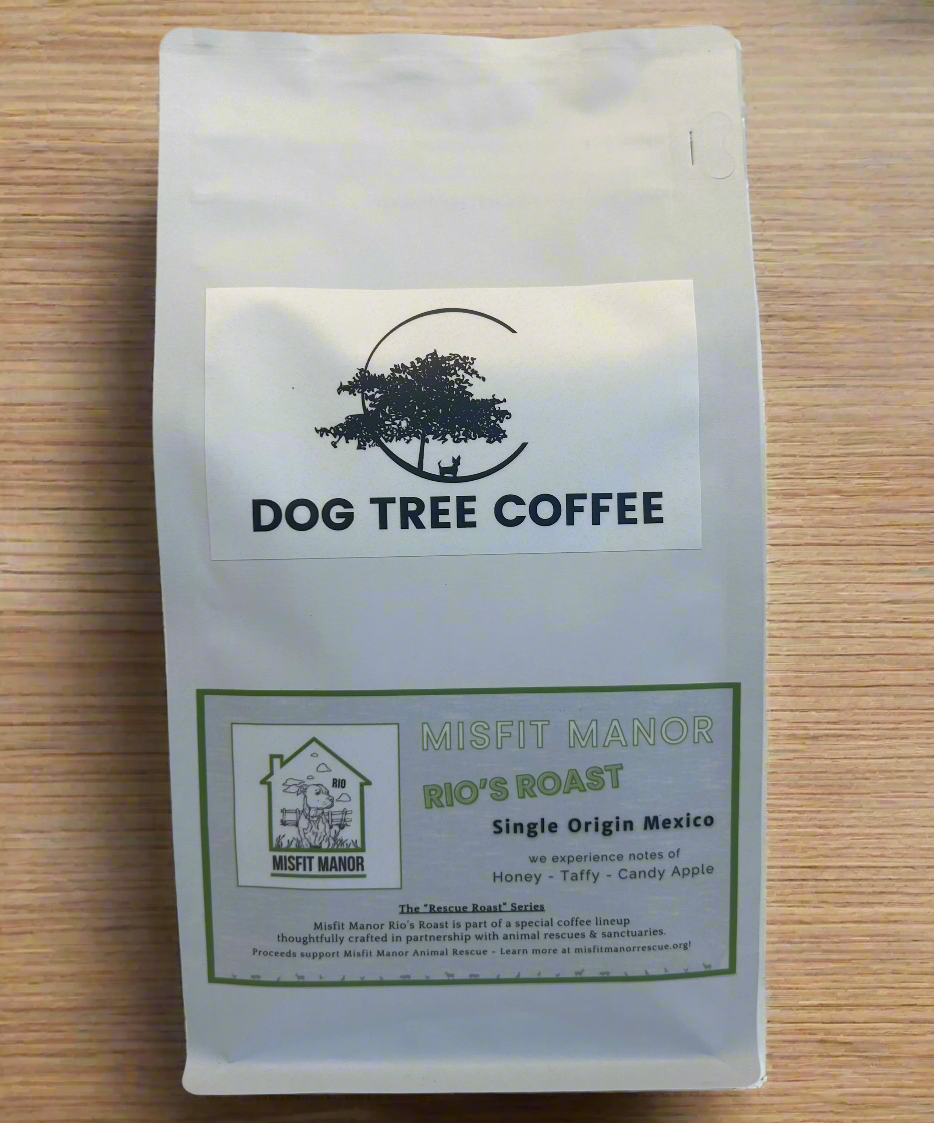 DOG TREE COFFEE
MISFIT MANOR
RIO'S ROAST
RIO
MISFIT MANOR
Single Origin Mexico
we experience notes of
Honey - Taffy - Candy Apple
The "Rescue Roast" Series
Misfit Manor Rio's Roast is part of a special coffee lineup
thoughtfully crafted in partnership with animal rescues & sanctuaries.
Proceeds support Misfit Manor Animal Rescue - Learn more at misfitmanorrescue.org!